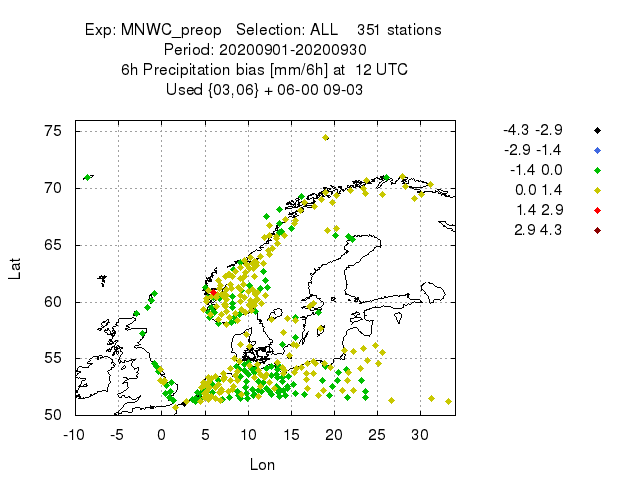 Exp: MNWC_preop   Selection: ALL    351 stations
Period: 20200901-20200930
6h Precipitation bias [mm/6h] at  12 UTC
Used {03,06} + 06-00 09-03
-4.3 -2.9
-2.9 -1.4
-1.4 0.0
0.0 1.4
1.4 2.9
2.9 4.3
75
70
65
60
55
50
Lat
-10 -5 0 5 10 15 20 25 30
Lon